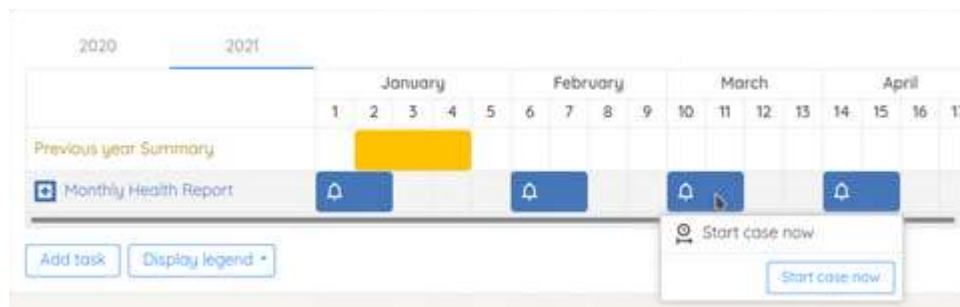 2020 2021
January February March April
1 2 3 4 5 6 7 8 9 10 11 12 13 14 15 16
Previous year Summary
Monthly Health Report
Start case now
Add task Display legend
Start case now